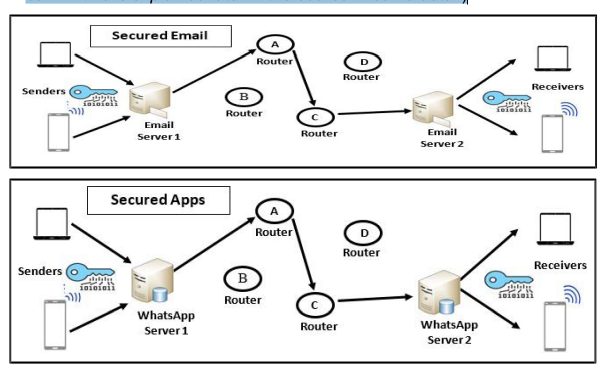 Secured Email
A
Router
D
Router
Senders
10101011
B
Router
Email
Server 1
C
Router
Email
Server 2
10101011
Receivers
Secured Apps
A
Router
D
Router
Senders
10101011
B
Router
WhatsApp
Server 1
C
Router
WhatsApp
Server 2
10101011
Receivers